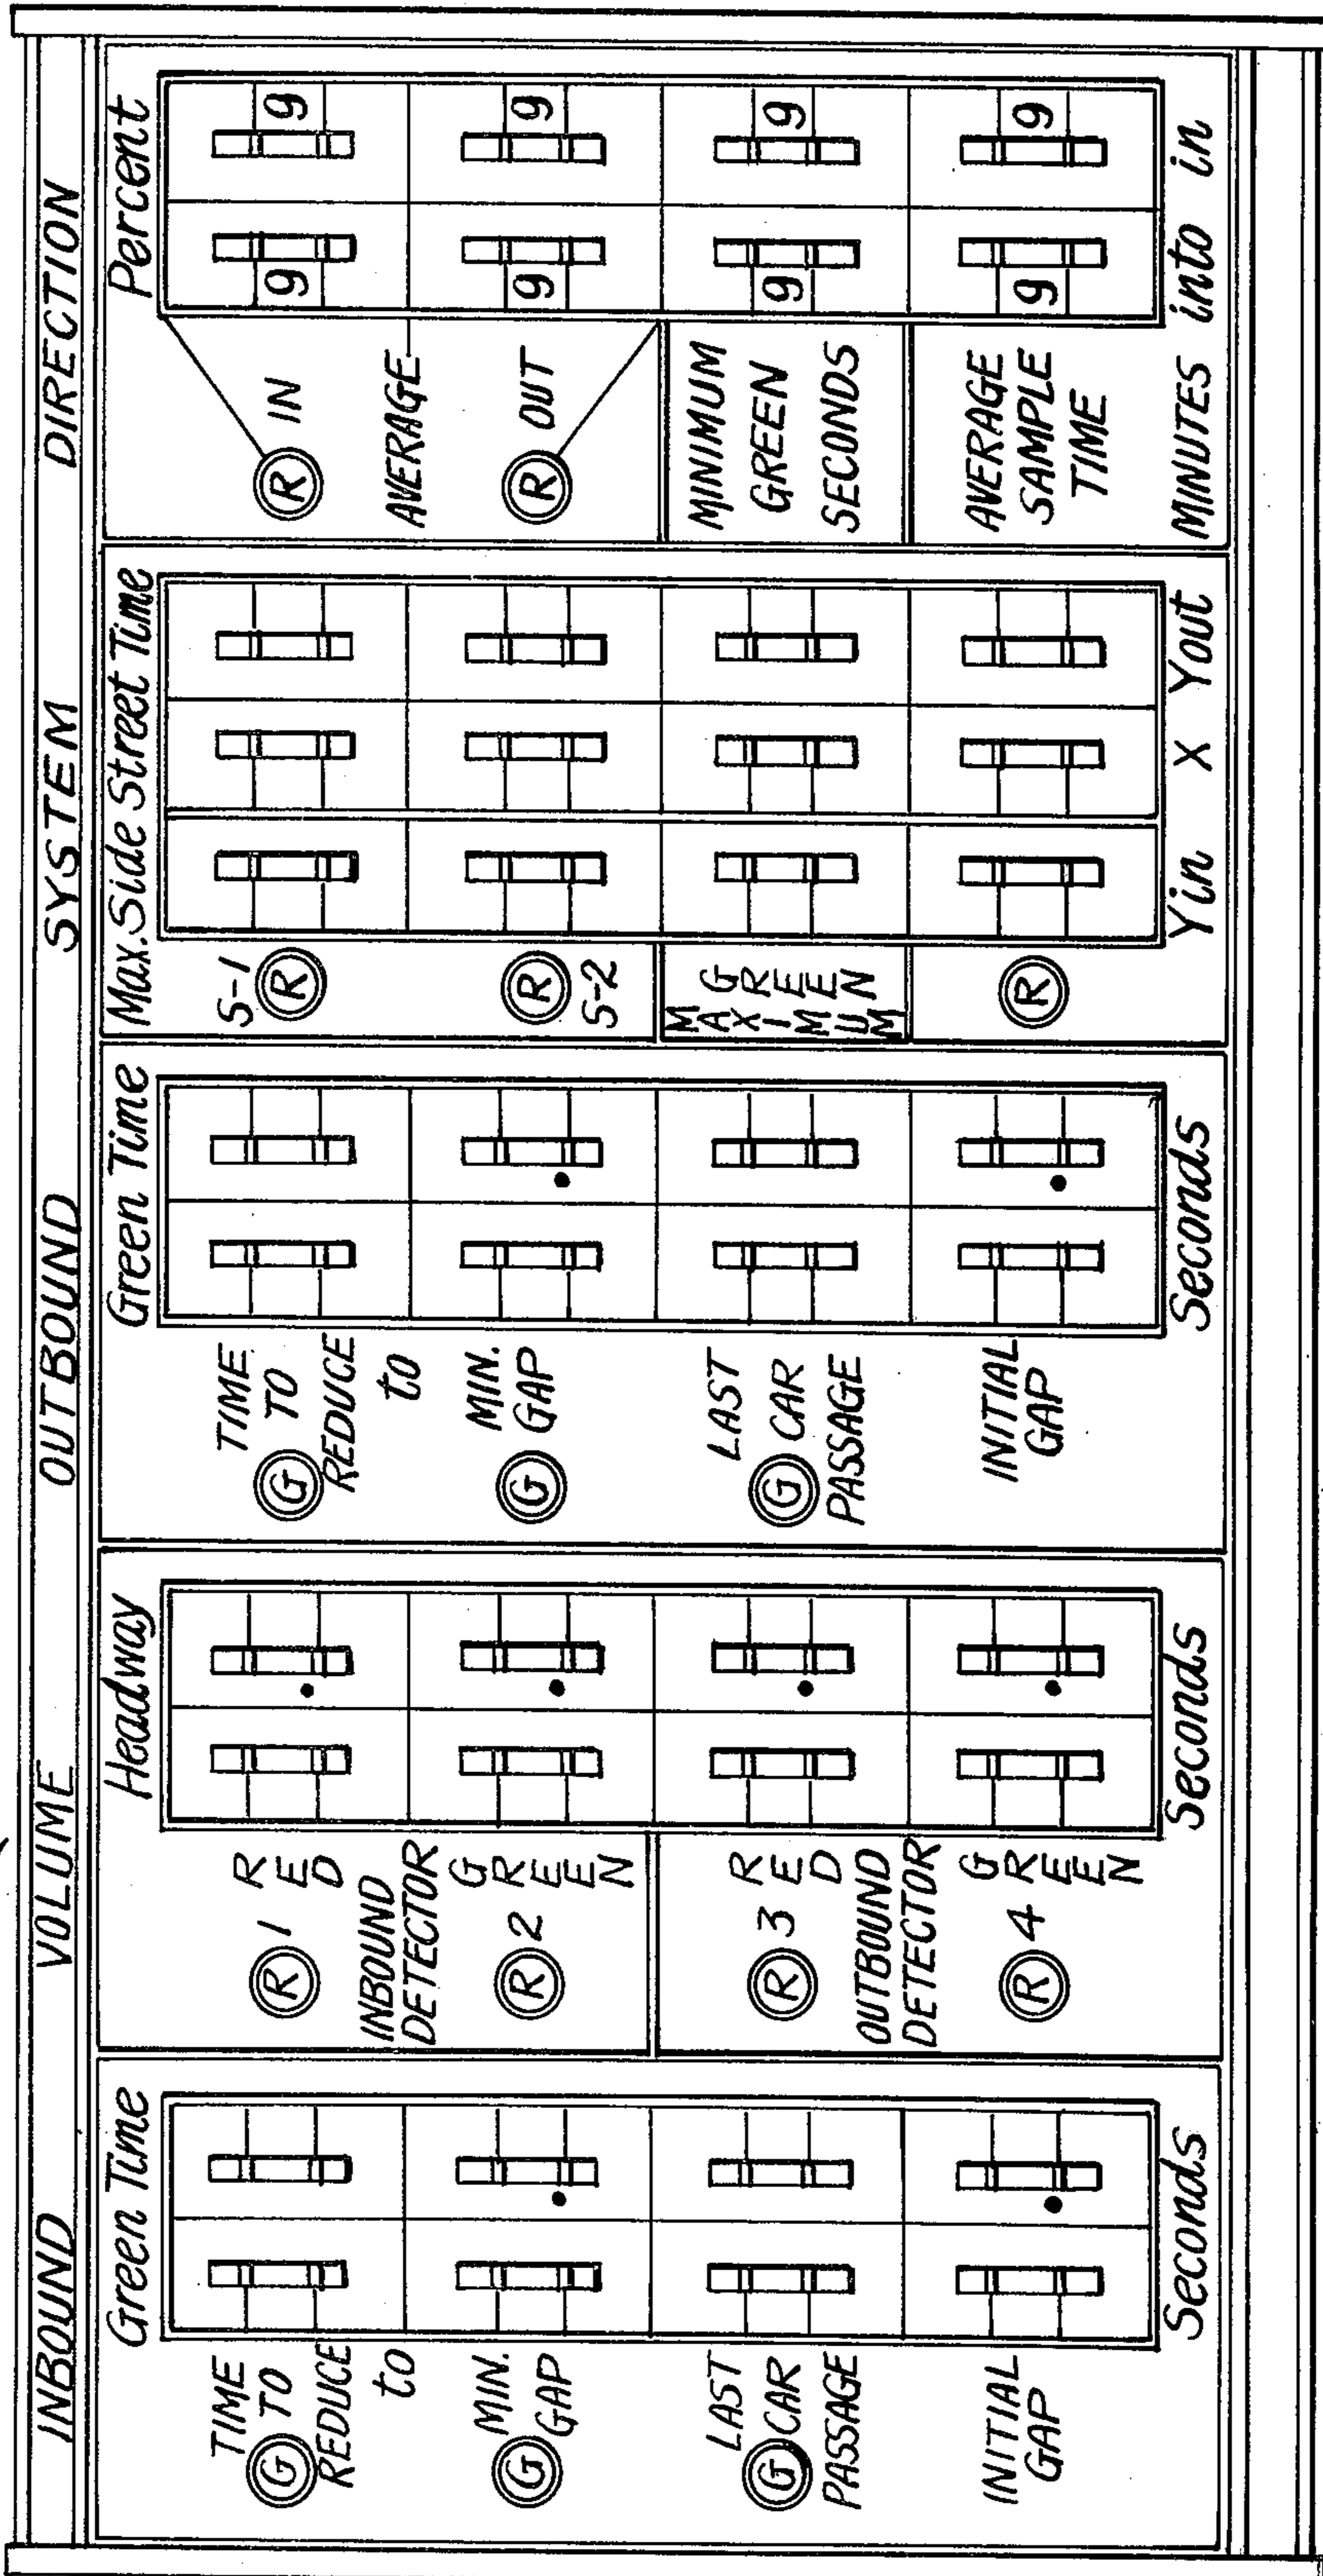 INBOUND VOLUME OUTBOUND SYSTEM DIRECTION
Green Time
TIME
G TO
REDUCE
to
MIN.
G GAP
LAST
G CAR
PASSAGE
INITIAL
GAP
Seconds
Headway
R 1 RED
INBOUND
DETECTOR
R 2 GREEN
R 3 RED
OUTBOUND
DETECTOR
R 4 GREEN
Seconds
Green Time
TIME
G TO
REDUCE
to
MIN.
G GAP
LAST
G CAR
PASSAGE
INITIAL
GAP
Seconds
Max. Side Street Time
S-1
R
R
S-2
MAXIMUM
GREEN
R
Yin X Yout
Percent
R IN 9 9
AVERAGE
R OUT 9 9
MINIMUM
GREEN 9 9
SECONDS
AVERAGE
SAMPLE 9 9
TIME
MINUTES into in